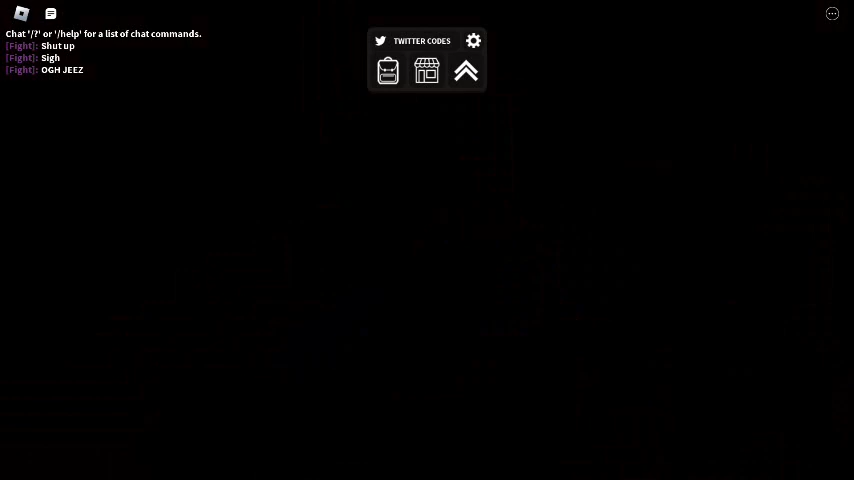 Chat '/?' or '/help' for a list of chat commands.
[Fight]: Shut up
[Fight]: Sigh
[Fight]: OGH JEEZ
TWITTER CODES